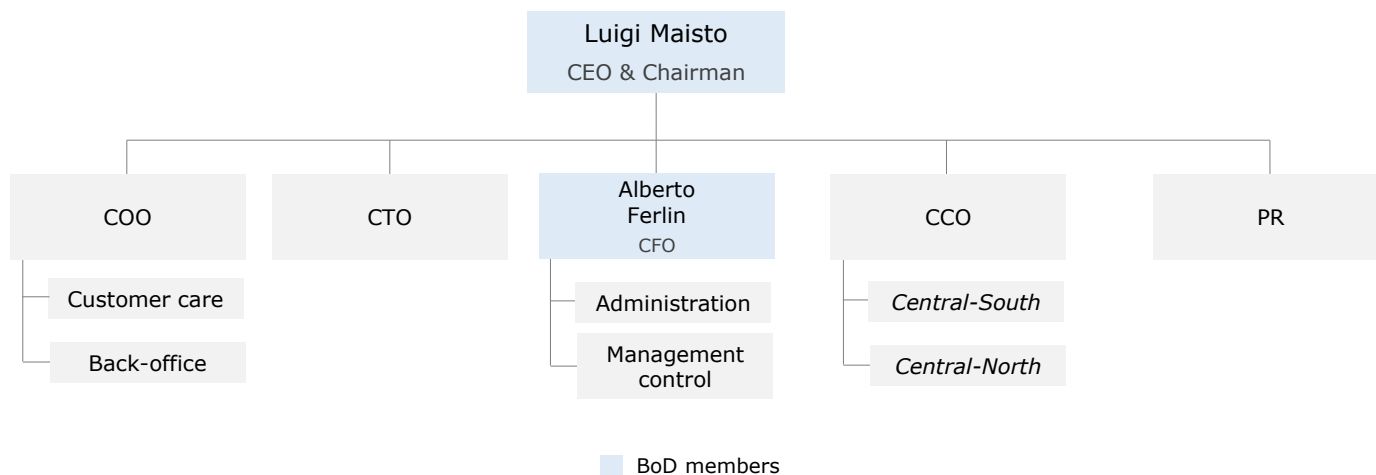 Luigi Maisto
CEO & Chairman
COO
CTO
Alberto
Ferlin
CFO
CCO
PR
Customer care
Back-office
Administration
Management
control
Central-South
Central-North
BoD members